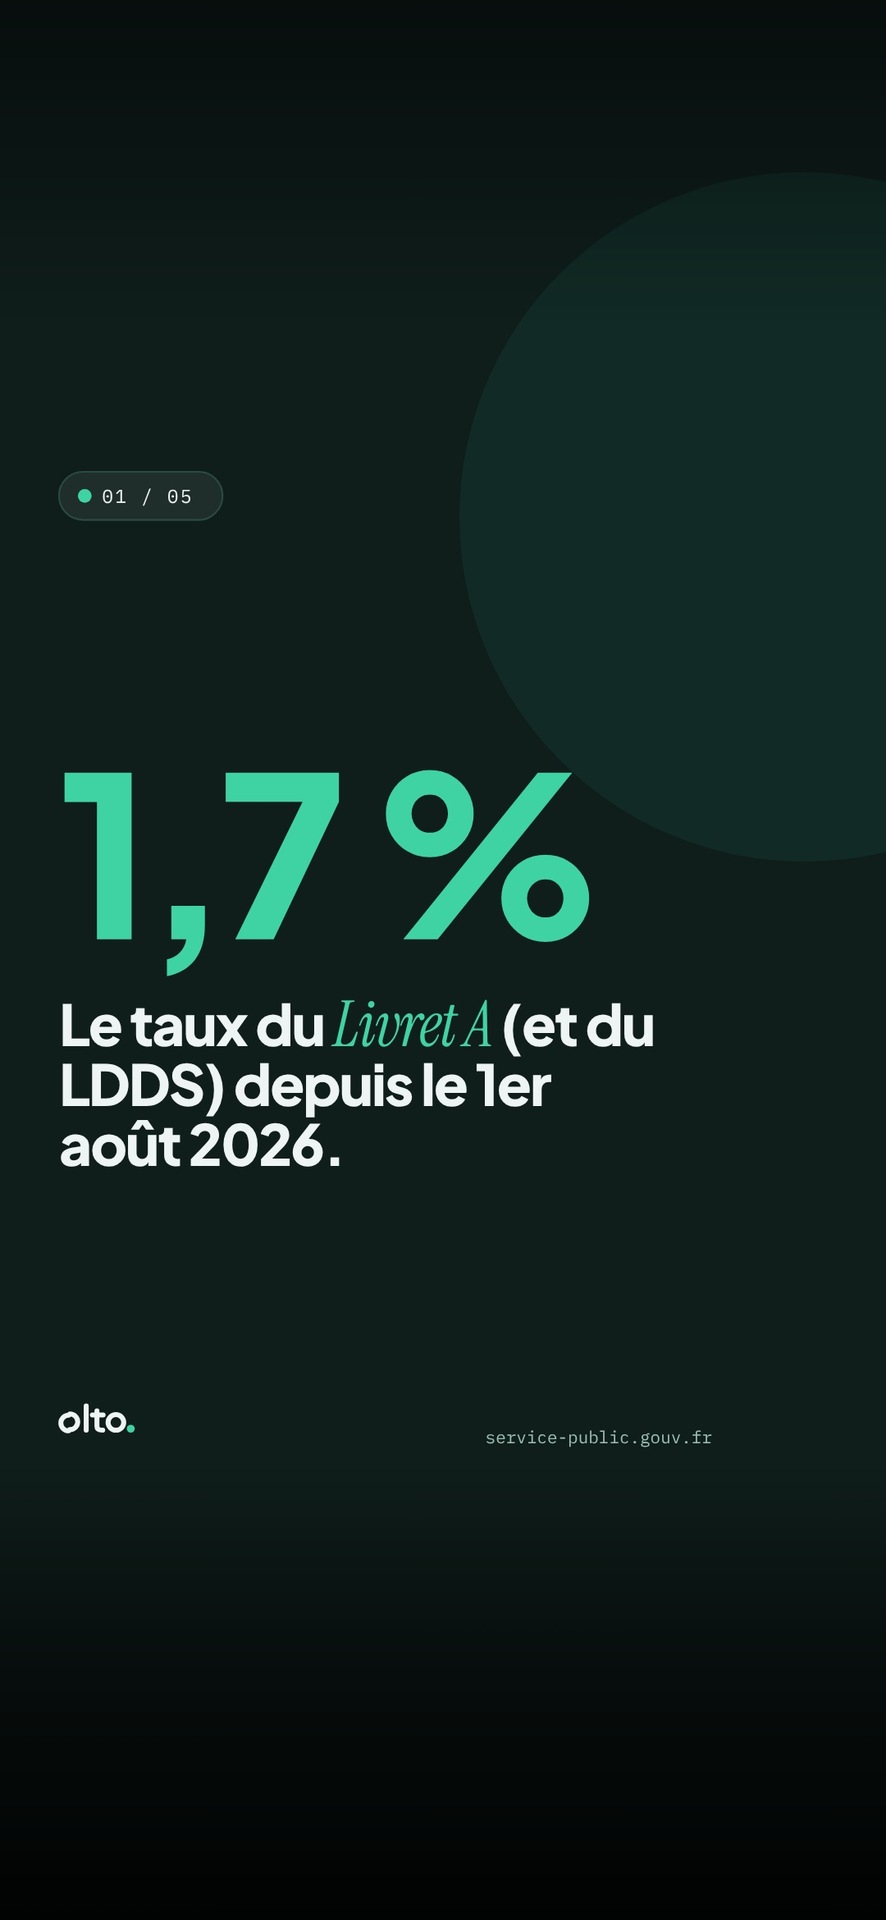 01 / 05
1,7 %
Le taux du Livret A (et du
LDDS) depuis le 1er
août 2026.
olto.
service-public.gouv.fr